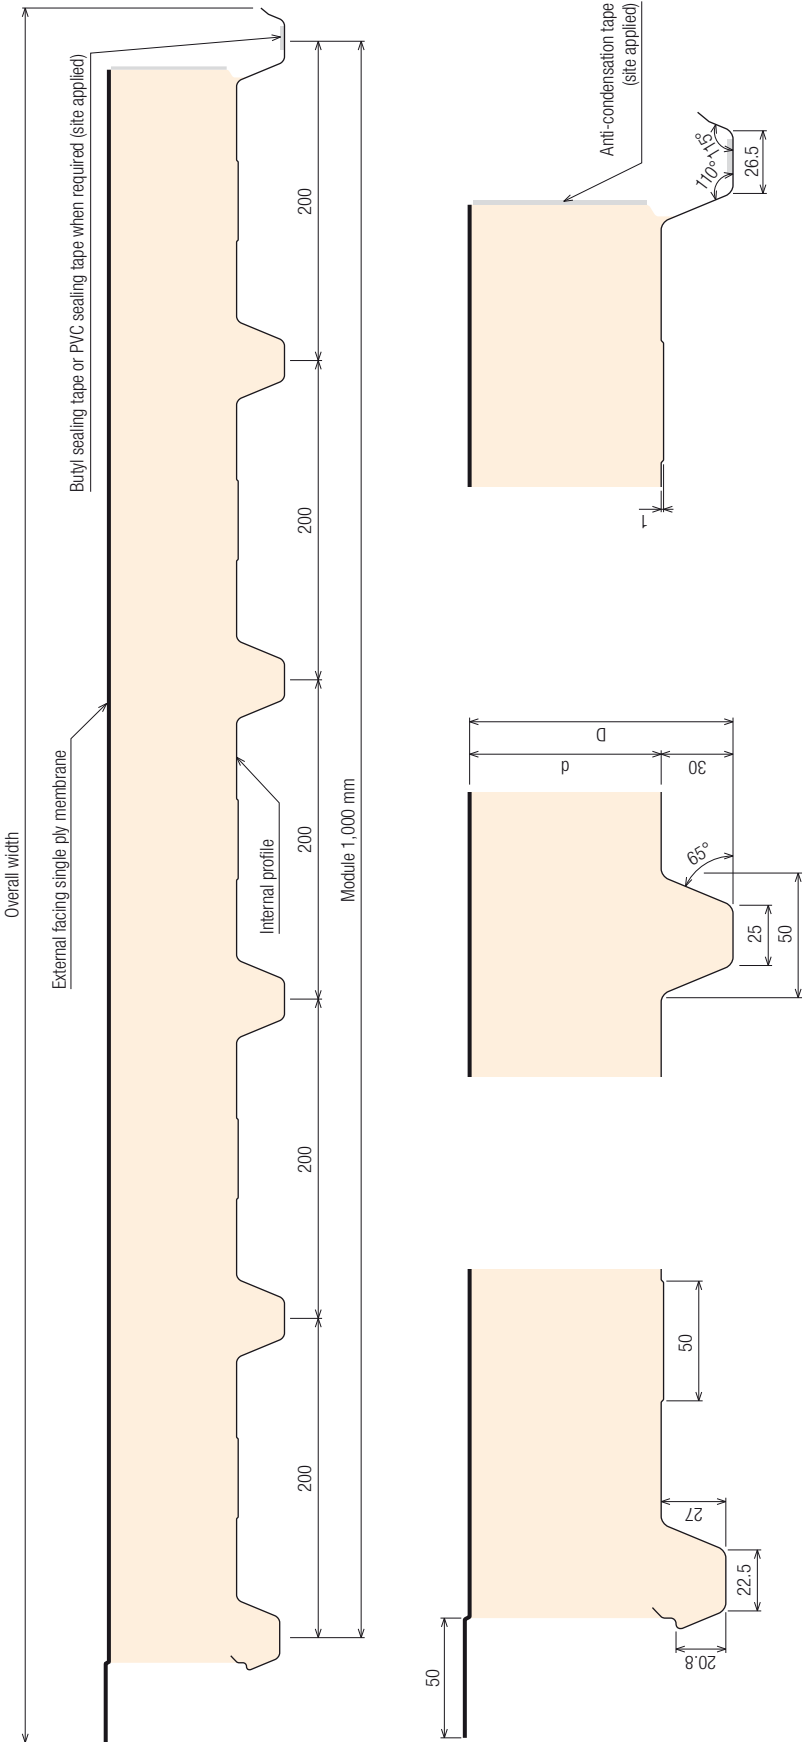 Overall width
Butyl sealing tape or PVC sealing tape when required (site applied)
External facing single ply membrane
Internal profile
200
200
200
200
200
Module 1,000 mm
Anti-condensation tape
(site applied)
110°
115°
26.5
1
D
d
30
65°
25
50
50
27
22.5
20.8
50